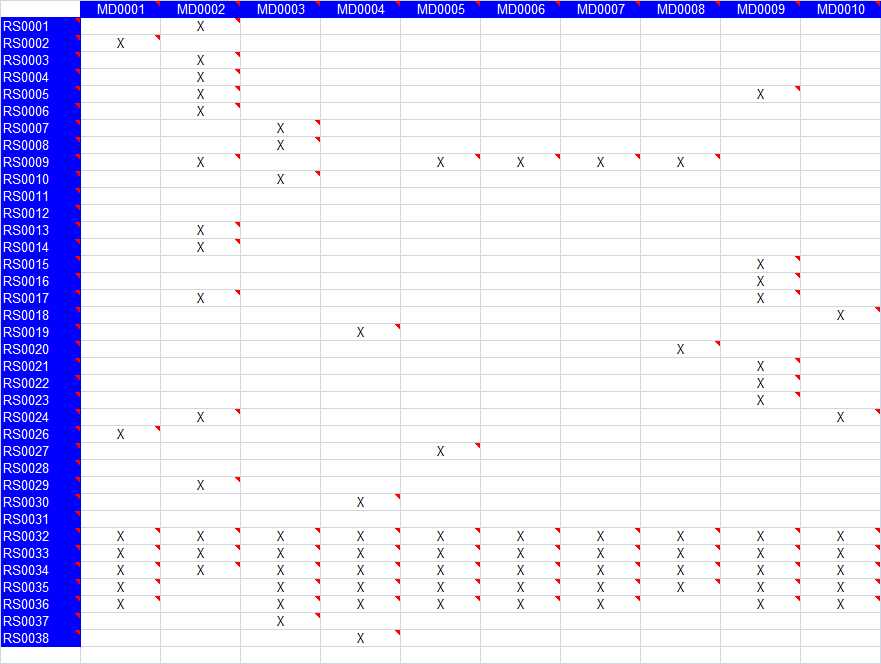 MD0001 MD0002 MD0003 MD0004 MD0005 MD0006 MD0007 MD0008 MD0009 MD0010
RS0001 X
RS0002 X
RS0003 X
RS0004 X
RS0005 X X
RS0006 X
RS0007 X
RS0008 X
RS0009 X X X X X
RS0010 X
RS0011
RS0012
RS0013 X
RS0014 X
RS0015 X
RS0016 X
RS0017 X X
RS0018 X
RS0019 X
RS0020 X
RS0021 X
RS0022 X
RS0023 X
RS0024 X X
RS0026 X
RS0027 X
RS0028
RS0029 X
RS0030 X
RS0031
RS0032 X X X X X X X X X X
RS0033 X X X X X X X X X X
RS0034 X X X X X X X X X X
RS0035 X X X X X X X X X
RS0036 X X X X X X X X
RS0037 X
RS0038 X